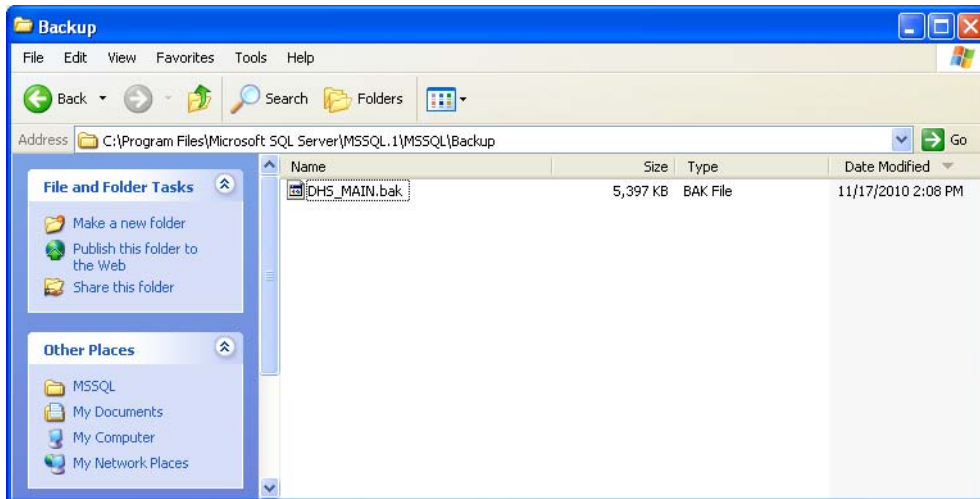 Backup
File Edit View Favorites Tools Help
Back Search Folders
Address C:\Program Files\Microsoft SQL Server\MSSQL.1\MSSQL\Backup Go
Name Size Type Date Modified
DHS_MAIN.bak 5,397 KB BAK File 11/17/2010 2:08 PM
File and Folder Tasks
Make a new folder
Publish this folder to
the Web
Share this folder
Other Places
MSSQL
My Documents
My Computer
My Network Places